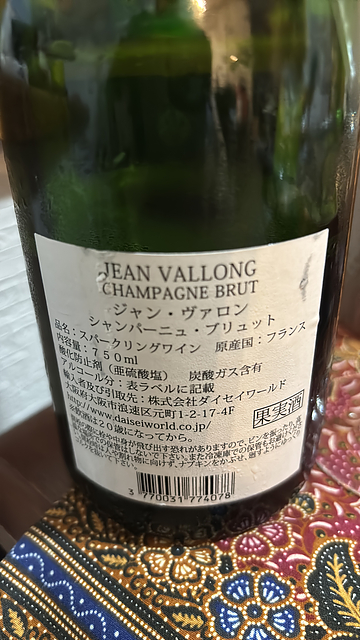 JEAN VALLONG
CHAMPAGNE BRUT
ジャン・ヴァロン
シャンパーニュ・ブリュット
品名：スパークリングワイン 原産国：フランス
内容量：７５０ml
酸化防止剤（亜硫酸塩） 炭酸ガス含有
アルコール分：表ラベルに記載
輸入者及び引取先：株式会社ダイセイワールド
大阪府大阪市浪速区元町1-2-17-4F
http://www.daiseiworld.co.jp/
果実酒
※飲酒は２０歳になってから。
3 770031 774078